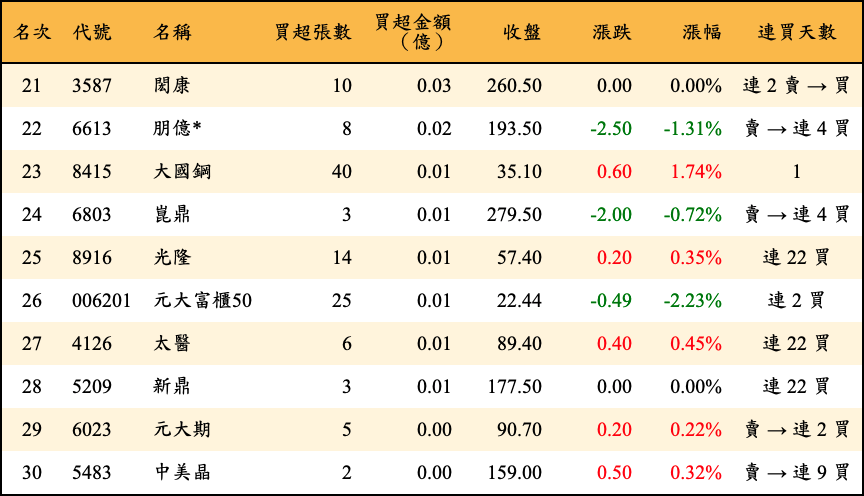 名次 代號 名稱 買超張數 買超金額（億） 收盤 漲跌 漲幅 連買天數
21 3587 閎康 10 0.03 260.50 0.00 0.00% 連 2 賣 → 買
22 6613 朋億* 8 0.02 193.50 -2.50 -1.31% 賣 → 連 4 買
23 8415 大國鋼 40 0.01 35.10 0.60 1.74% 1
24 6803 崑鼎 3 0.01 279.50 -2.00 -0.72% 賣 → 連 4 買
25 8916 光隆 14 0.01 57.40 0.20 0.35% 連 22 買
26 006201 元大富櫃50 25 0.01 22.44 -0.49 -2.23% 連 2 買
27 4126 太醫 6 0.01 89.40 0.40 0.45% 連 22 買
28 5209 新鼎 3 0.01 177.50 0.00 0.00% 連 22 買
29 6023 元大期 5 0.00 90.70 0.20 0.22% 賣 → 連 2 買
30 5483 中美晶 2 0.00 159.00 0.50 0.32% 賣 → 連 9 買